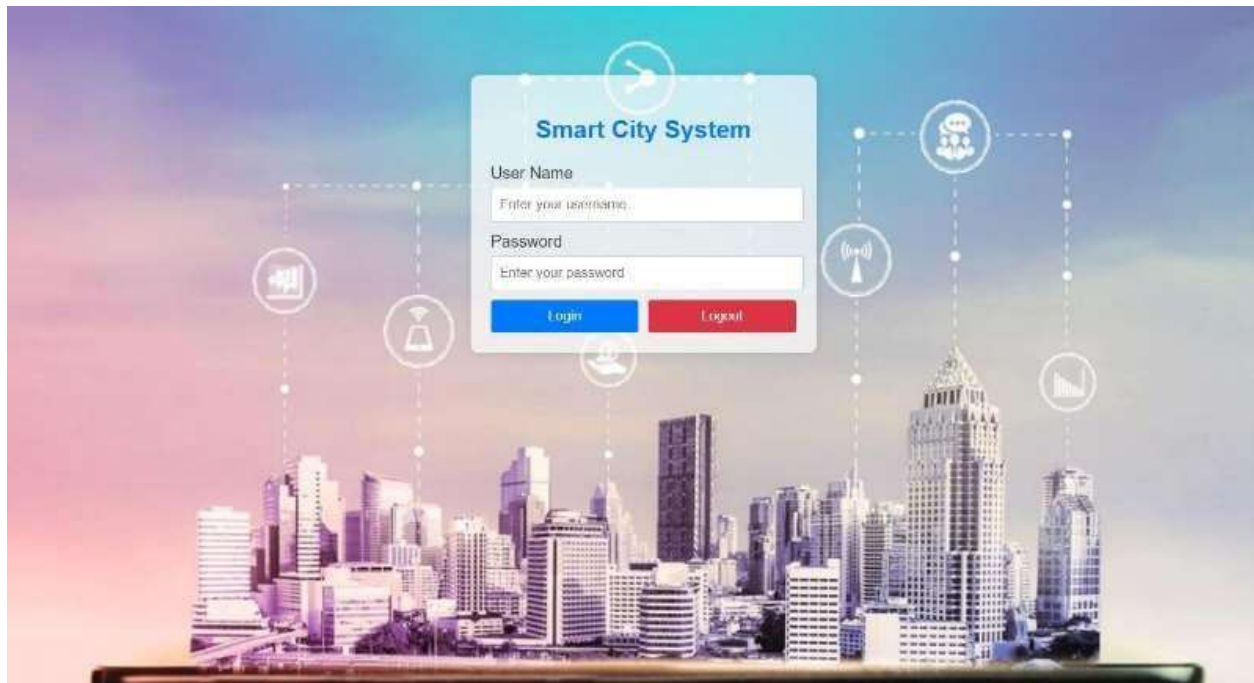 Smart City System
User Name
Enter your username
Password
Enter your password
Login Logout